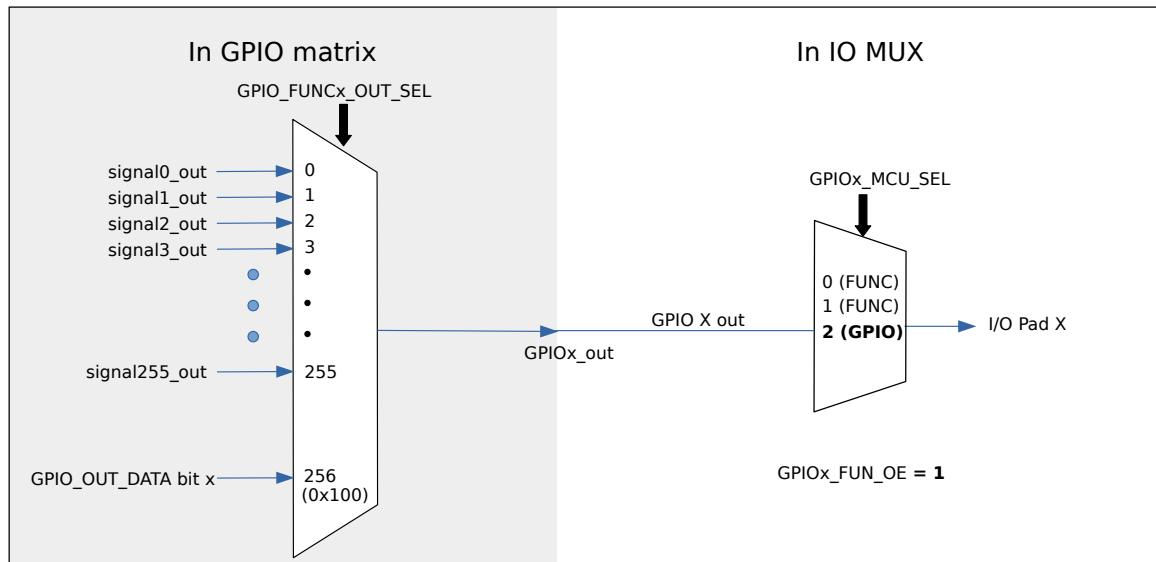 In GPIO matrix
In IO MUX
GPIO_FUNCx_OUT_SEL
signal0_out
0
signal1_out
1
signal2_out
2
signal3_out
3
signal255_out
255
GPIO_OUT_DATA bit x
256
(0x100)
GPIOx_out
GPIO X out
GPIOx_MCU_SEL
0 (FUNC)
1 (FUNC)
2 (GPIO)
I/O Pad X
GPIOx_FUN_OE = 1